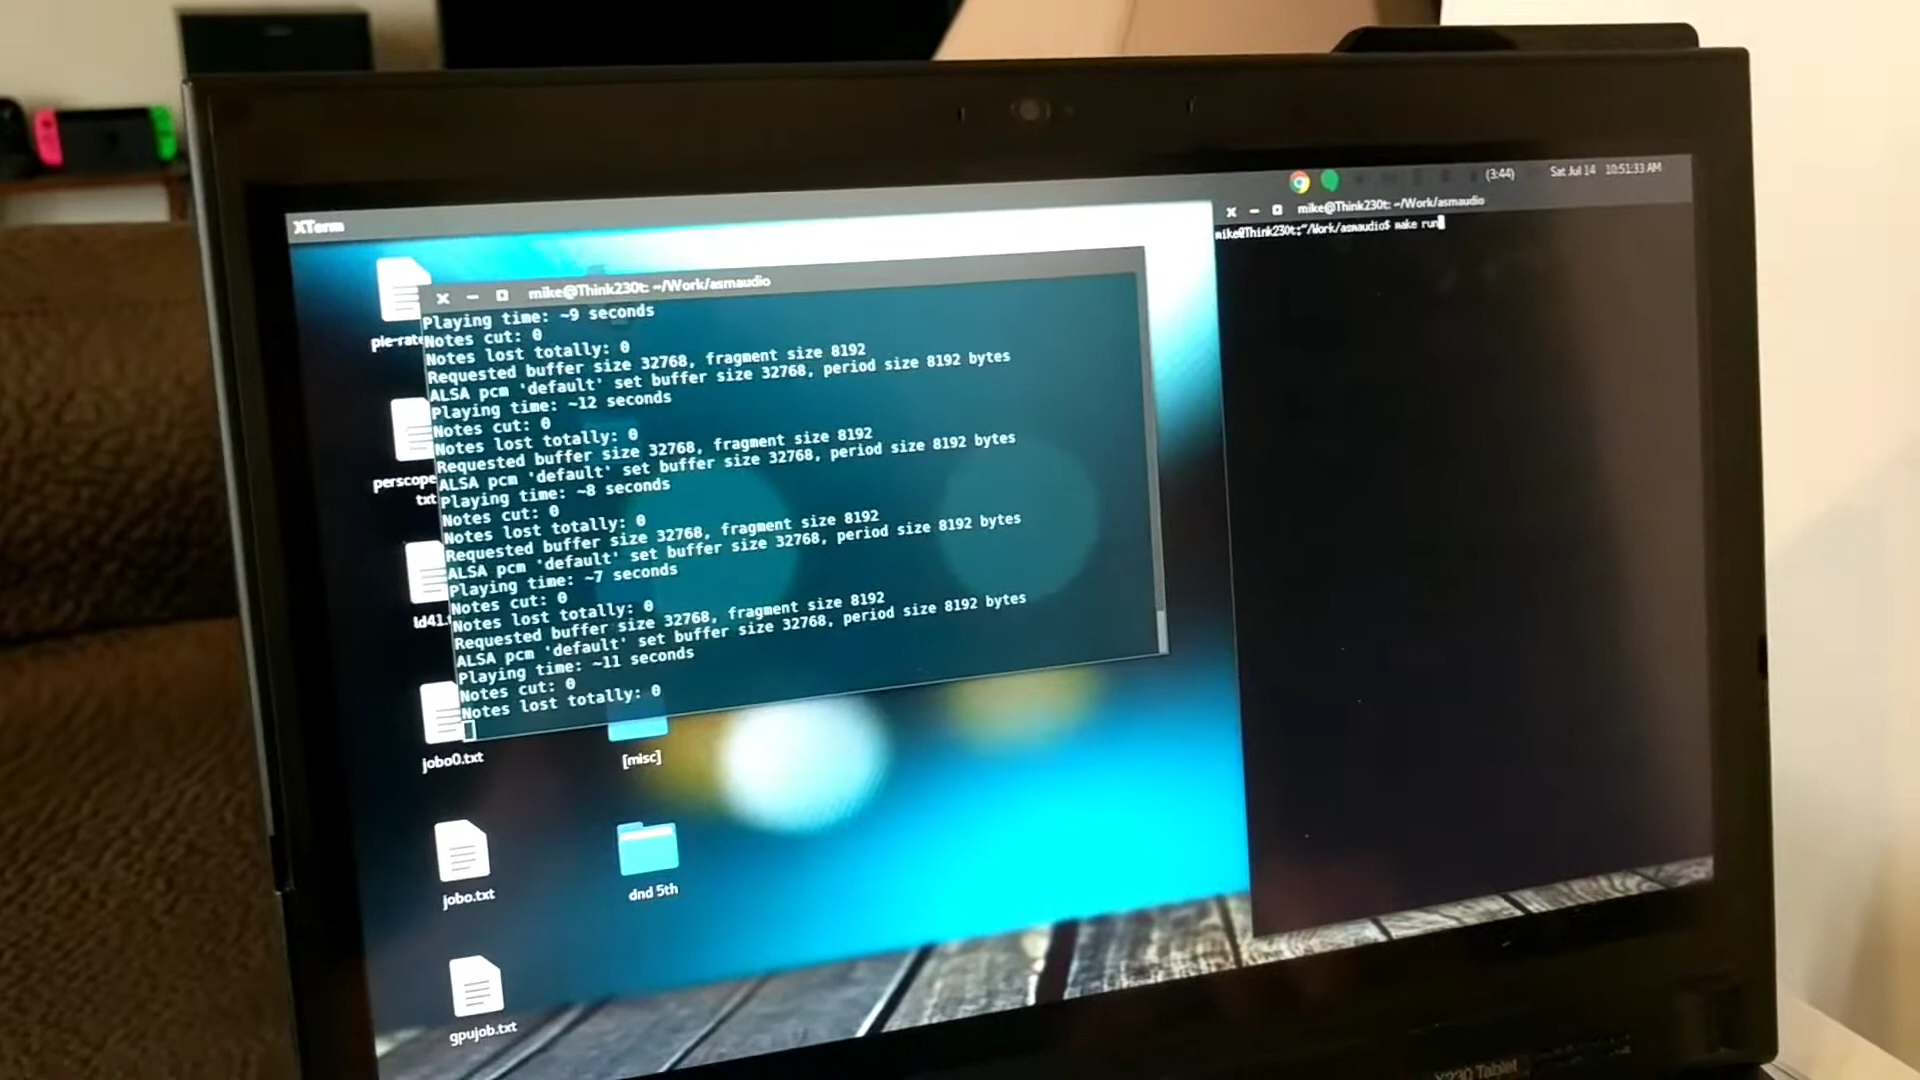 (3:44) Sat Jul 14 10:51:33 AM
XTerm
mike@Think230t: ~/Work/asmaudio
mike@Think230t:~/Work/asmaudio$ make run
mike@Think230t: ~/Work/asmaudio
Playing time: ~9 seconds
Notes cut: 0
Notes lost totally: 0
Requested buffer size 32768, fragment size 8192
ALSA pcm 'default' set buffer size 32768, period size 8192 bytes
Playing time: ~12 seconds
Notes cut: 0
Notes lost totally: 0
Requested buffer size 32768, fragment size 8192
ALSA pcm 'default' set buffer size 32768, period size 8192 bytes
Playing time: ~8 seconds
Notes cut: 0
Notes lost totally: 0
Requested buffer size 32768, fragment size 8192
ALSA pcm 'default' set buffer size 32768, period size 8192 bytes
Playing time: ~7 seconds
Notes cut: 0
Notes lost totally: 0
Requested buffer size 32768, fragment size 8192
ALSA pcm 'default' set buffer size 32768, period size 8192 bytes
Playing time: ~11 seconds
Notes cut: 0
Notes lost totally: 0
perscope
txt
jobo0.txt
[misc]
jobo.txt
dnd 5th
gpujob.txt
X230 Tablet